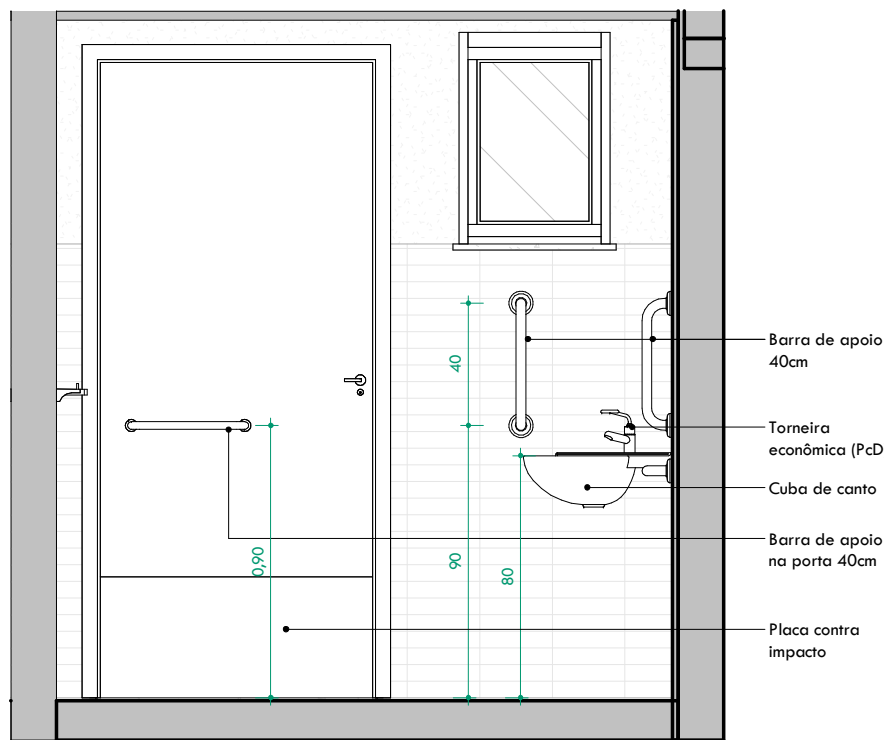 Barra de apoio
40cm
40
Torneira
econômica (PcD
Cuba de canto
Barra de apoio
na porta 40cm
0,90
90
80
Placa contra
impacto